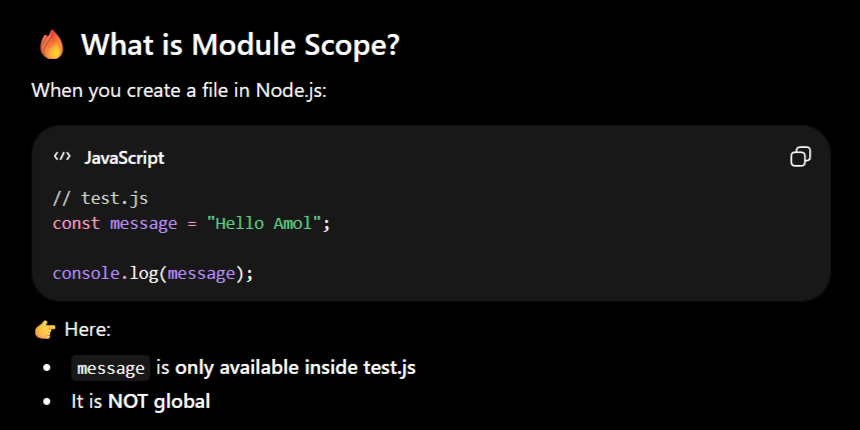 🔥 What is Module Scope?
When you create a file in Node.js:
</> JavaScript
// test.js
const message = "Hello Amol";
console.log(message);
👉 Here:
• message is only available inside test.js
• It is NOT global